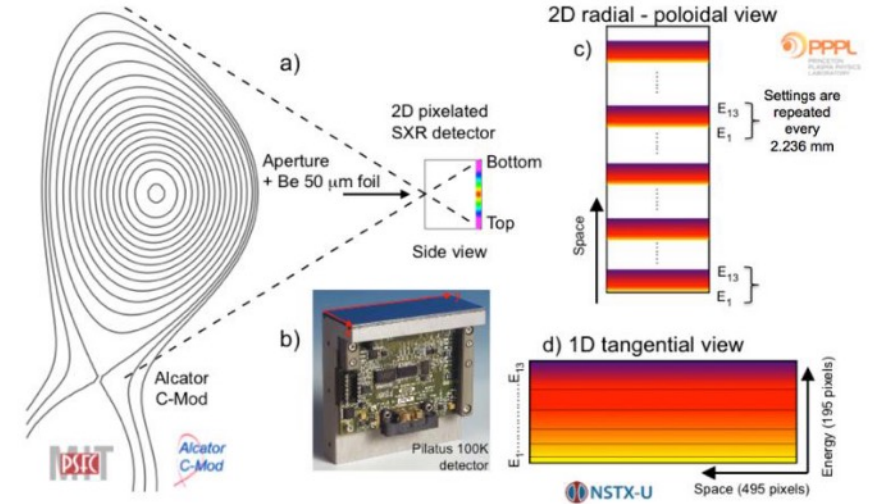 a)
2D pixelated
SXR detector
Aperture
+ Be 50 μm foil
Bottom
Top
Side view
b)
Alcator
C-Mod
MIT
PSFC
Alcator
C-Mod
Pilatus 100K
detector
2D radial - poloidal view
c)
PPPL
PRINCETON
PLASMA PHYSICS
LABORATORY
E13
E1
Settings are
repeated
every
2.236 mm
Space
E13
E1
d) 1D tangential view
E13
E1
Energy (195 pixels)
Space (495 pixels)
NSTX-U